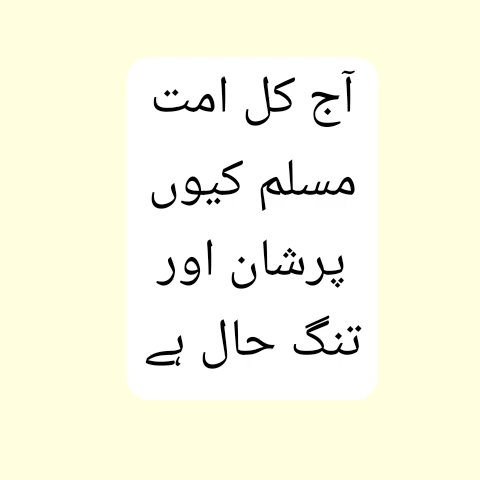 آج کل امت
مسلم کیوں
پرشان اور
تنگ حال ہے